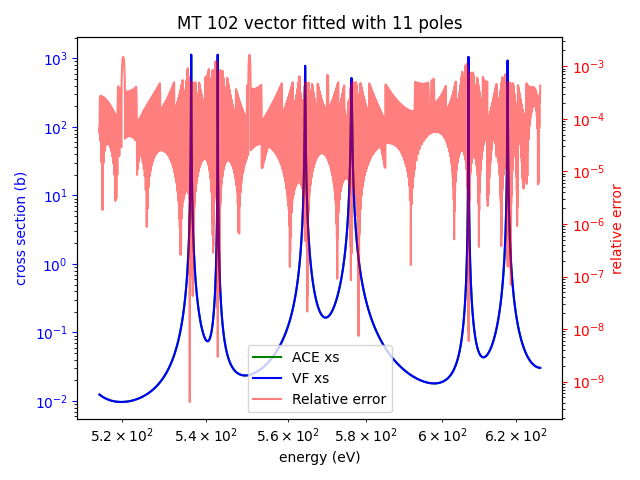 MT 102 vector fitted with 11 poles
cross section (b)
10³
10²
10¹
10⁰
10⁻¹
10⁻²
10⁻³
10⁻⁴
10⁻⁵
10⁻⁶
10⁻⁷
10⁻⁸
10⁻⁹
relative error
ACE xs
VF xs
Relative error
5.2 × 10² 5.4 × 10² 5.6 × 10² 5.8 × 10² 6 × 10² 6.2 × 10²
energy (eV)